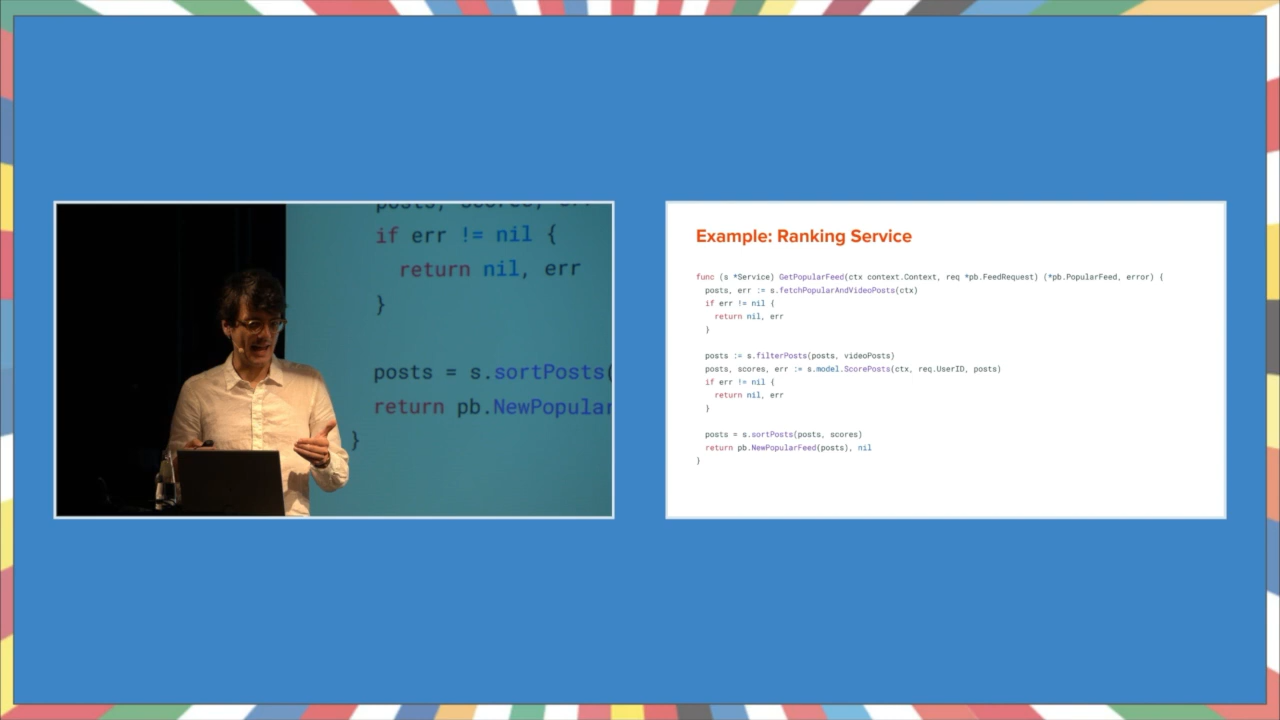 posts, scores, err
if err != nil {
return nil, err
}
posts = s.sortPosts(
return pb.NewPopular
}
Example: Ranking Service
func (s *Service) GetPopularFeed(ctx context.Context, req *pb.FeedRequest) (*pb.PopularFeed, error) {
posts, err := s.fetchPopularAndVideoPosts(ctx)
if err != nil {
return nil, err
}
posts := s.filterPosts(posts, videoPosts)
posts, scores, err := s.model.ScorePosts(ctx, req.UserID, posts)
if err != nil {
return nil, err
}
posts = s.sortPosts(posts, scores)
return pb.NewPopularFeed(posts), nil
}